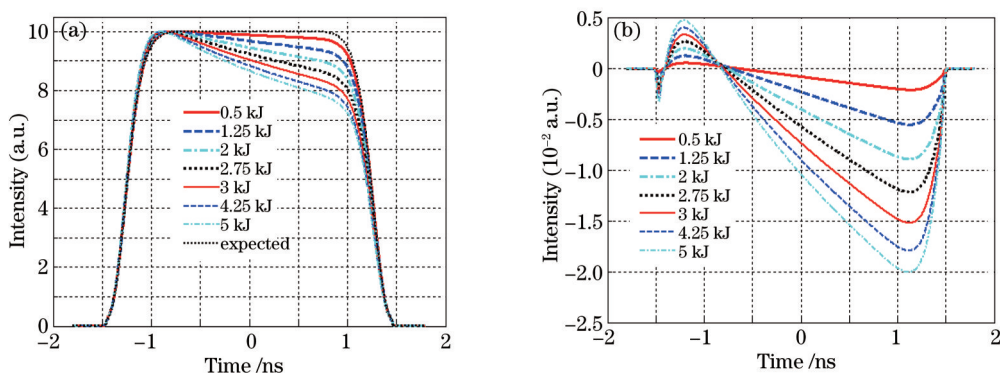 (a)
10
8
6
4
2
0
Intensity (a.u.)
0.5 kJ
1.25 kJ
2 kJ
2.75 kJ
3 kJ
4.25 kJ
5 kJ
expected
−2
−1
0
1
2
Time /ns
(b)
0.5
0
−0.5
−1.0
−1.5
−2.0
−2.5
Intensity (10⁻² a.u.)
0.5 kJ
1.25 kJ
2 kJ
2.75 kJ
3 kJ
4.25 kJ
5 kJ
−2
−1
0
1
2
Time /ns